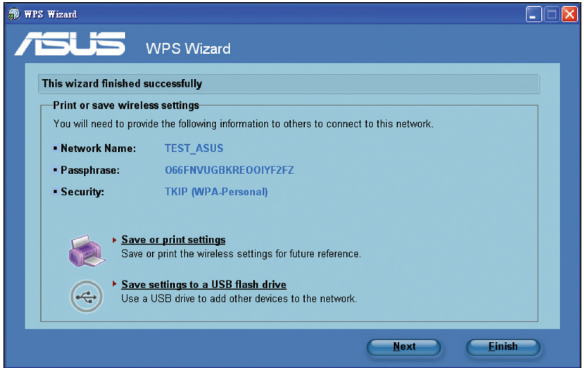 WPS Wizard
ASUS WPS Wizard
This wizard finished successfully
Print or save wireless settings
You will need to provide the following information to others to connect to this network.
▪ Network Name: TEST_ASUS
▪ Passphrase: O66FNVUGBKREOOIYF2FZ
▪ Security: TKIP (WPA-Personal)
Save or print settings
Save or print the wireless settings for future reference.
Save settings to a USB flash drive
Use a USB drive to add other devices to the network.
Next Finish